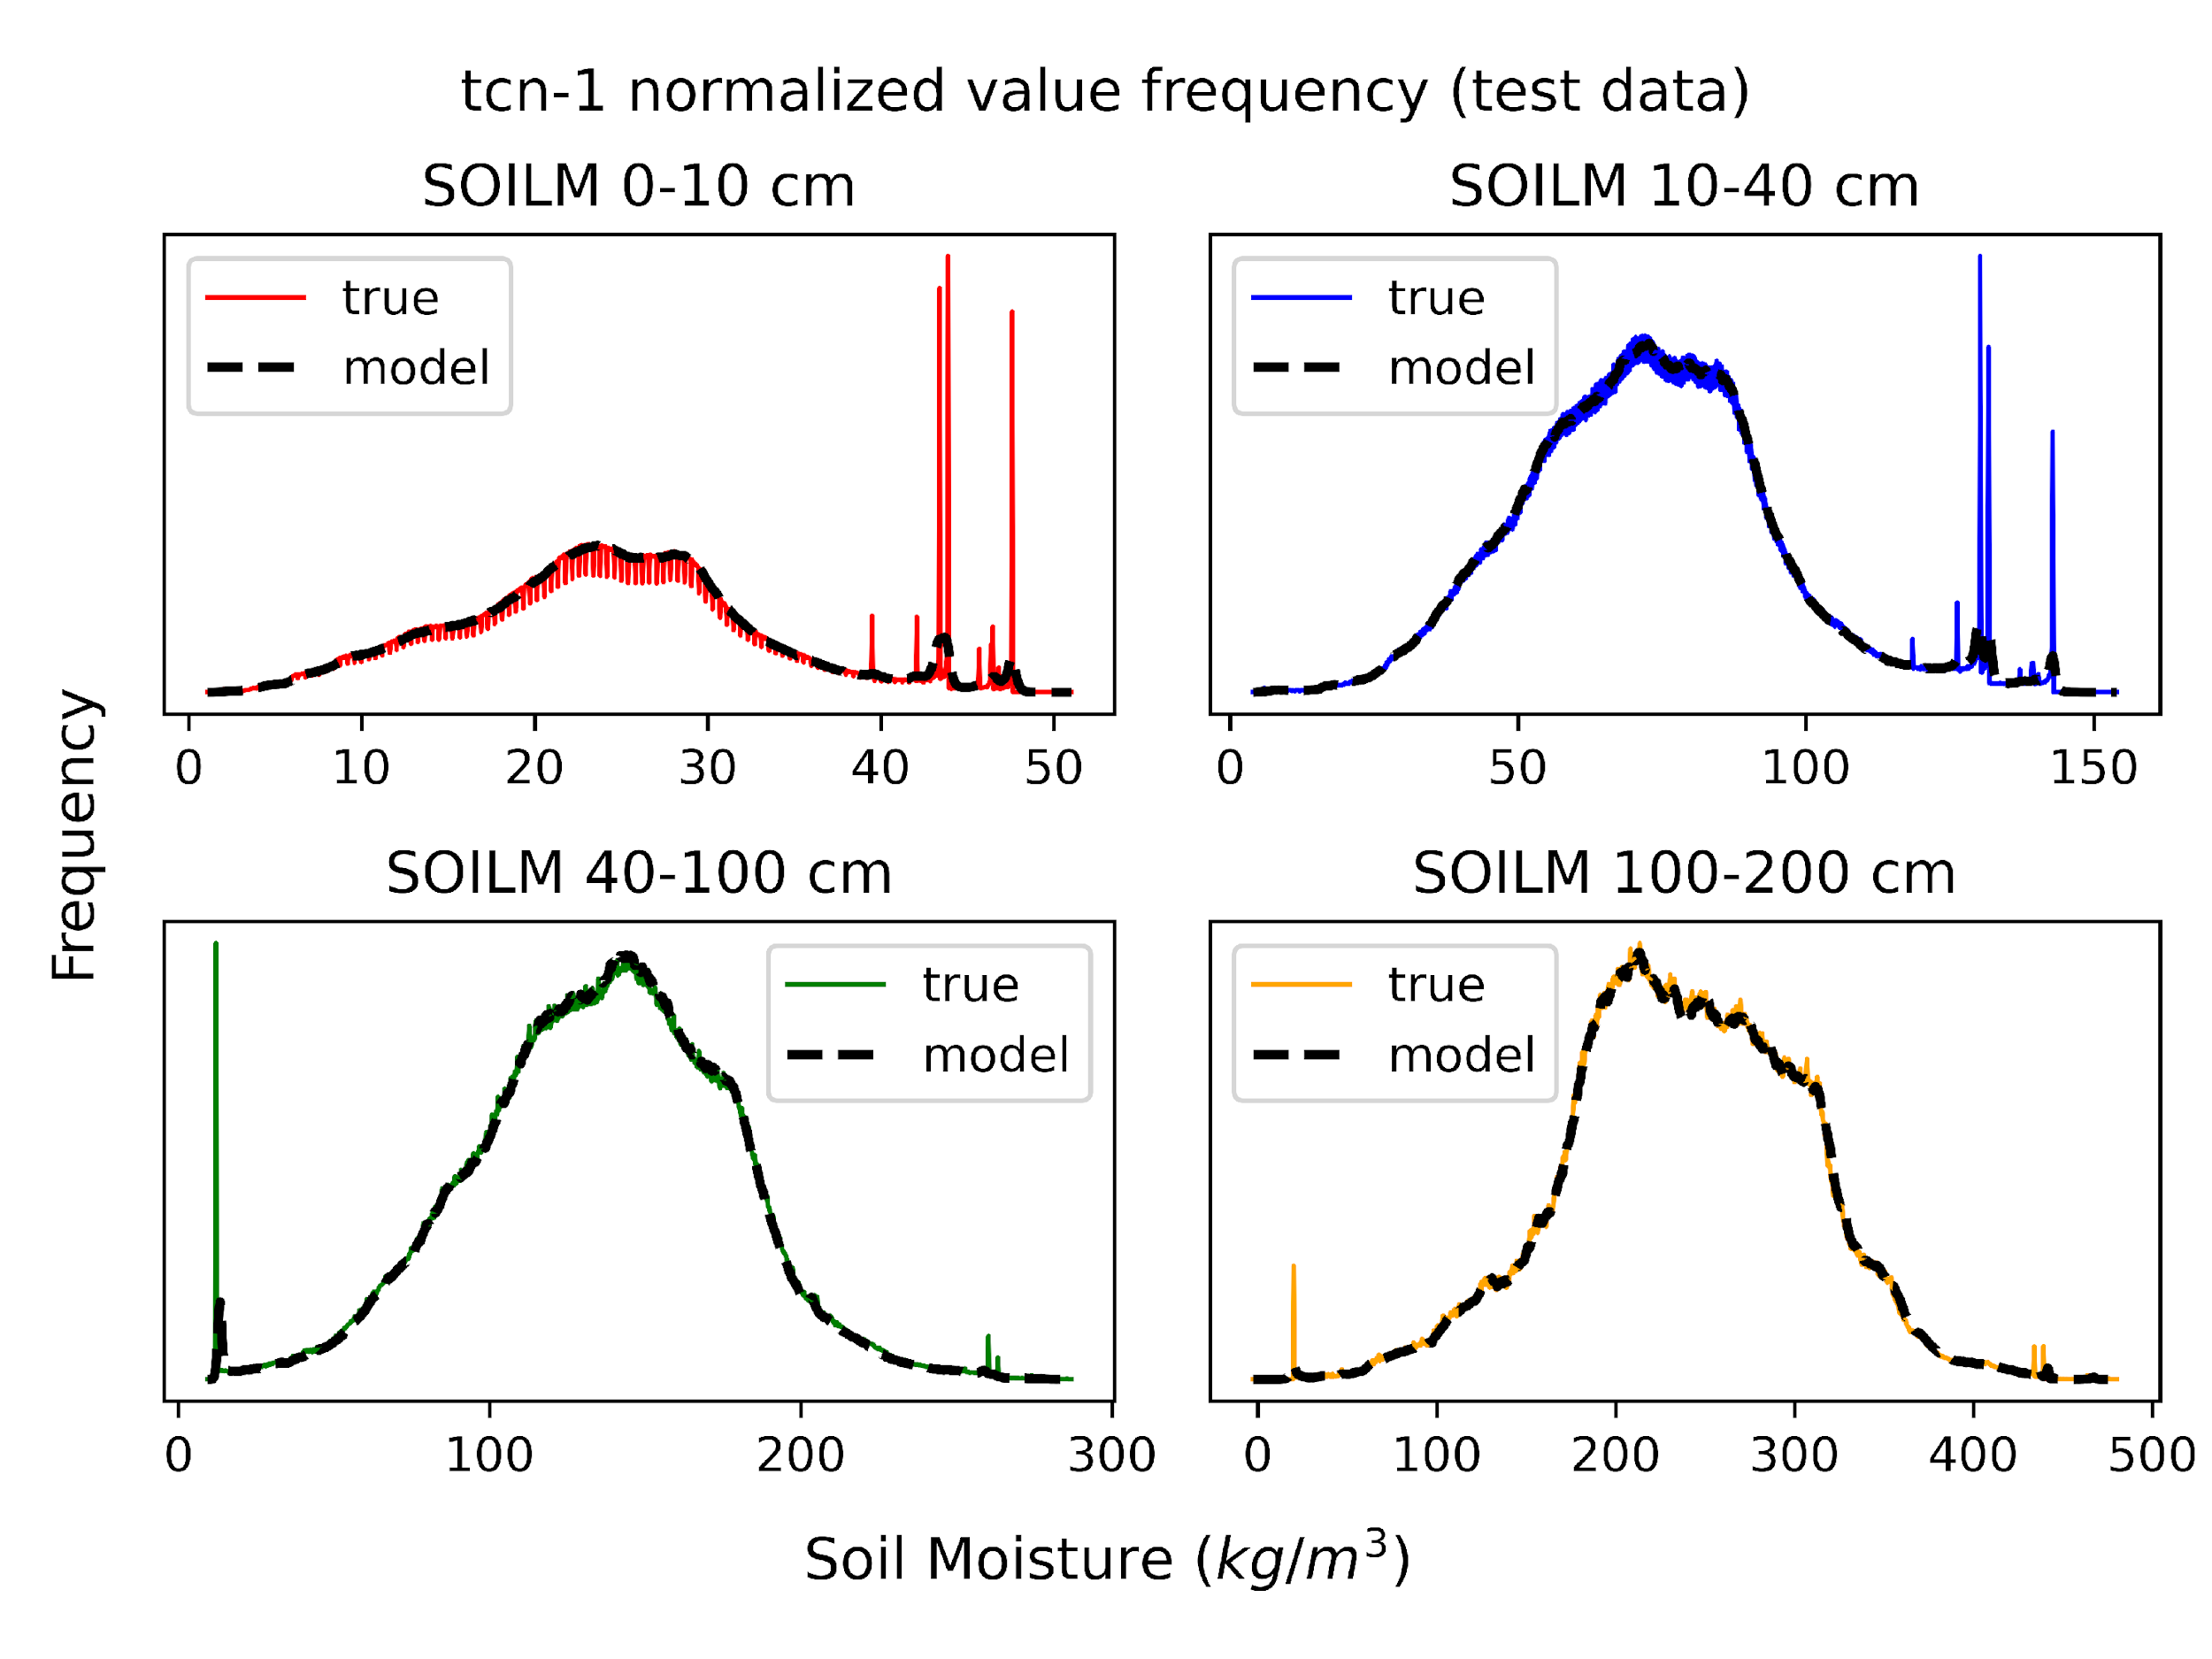 tcn-1 normalized value frequency (test data)
SOILM 0-10 cm
true
model
0 10 20 30 40 50
SOILM 10-40 cm
true
model
0 50 100 150
Frequency
SOILM 40-100 cm
true
model
0 100 200 300
SOILM 100-200 cm
true
model
0 100 200 300 400 500
Soil Moisture (kg/m³)